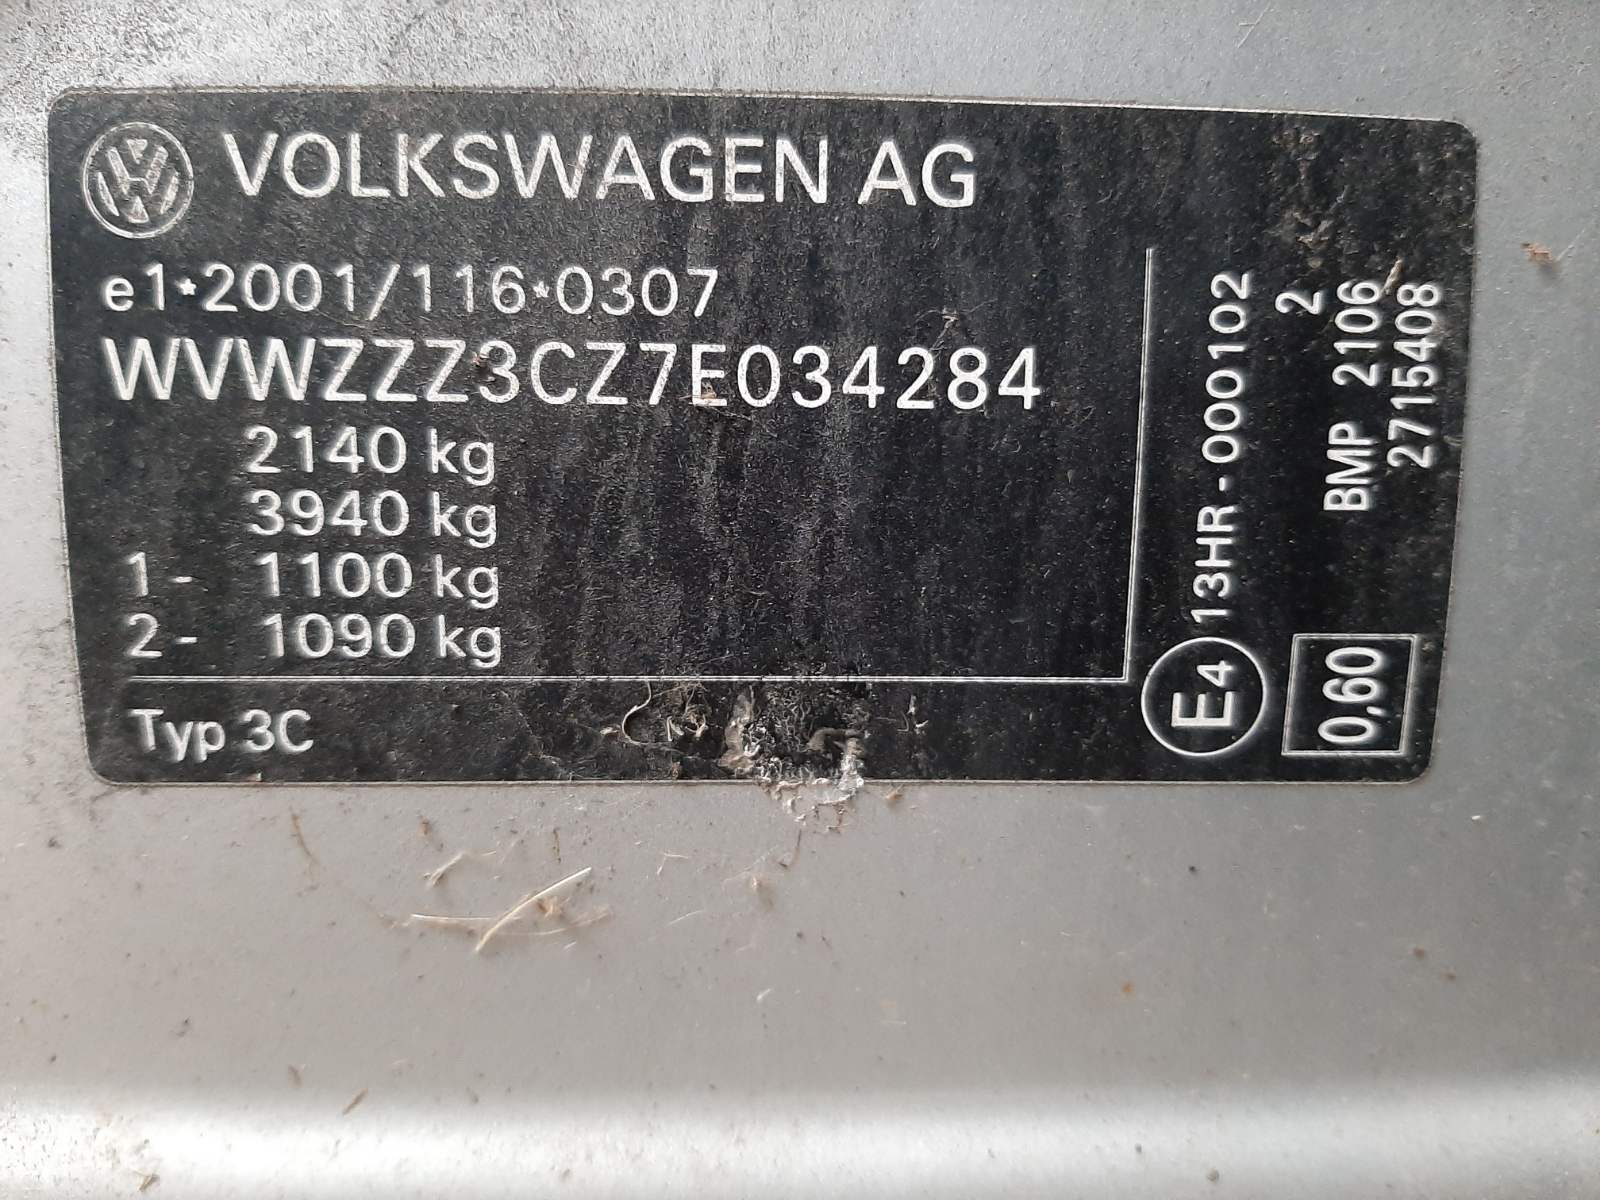 VOLKSWAGEN AG
e1*2001/116*0307
WVWZZZ3CZ7E034284
2140 kg
3940 kg
1- 1100 kg
2- 1090 kg
Typ 3C
E4 13HR-000102
2
BMP 2106
27154408
0,60